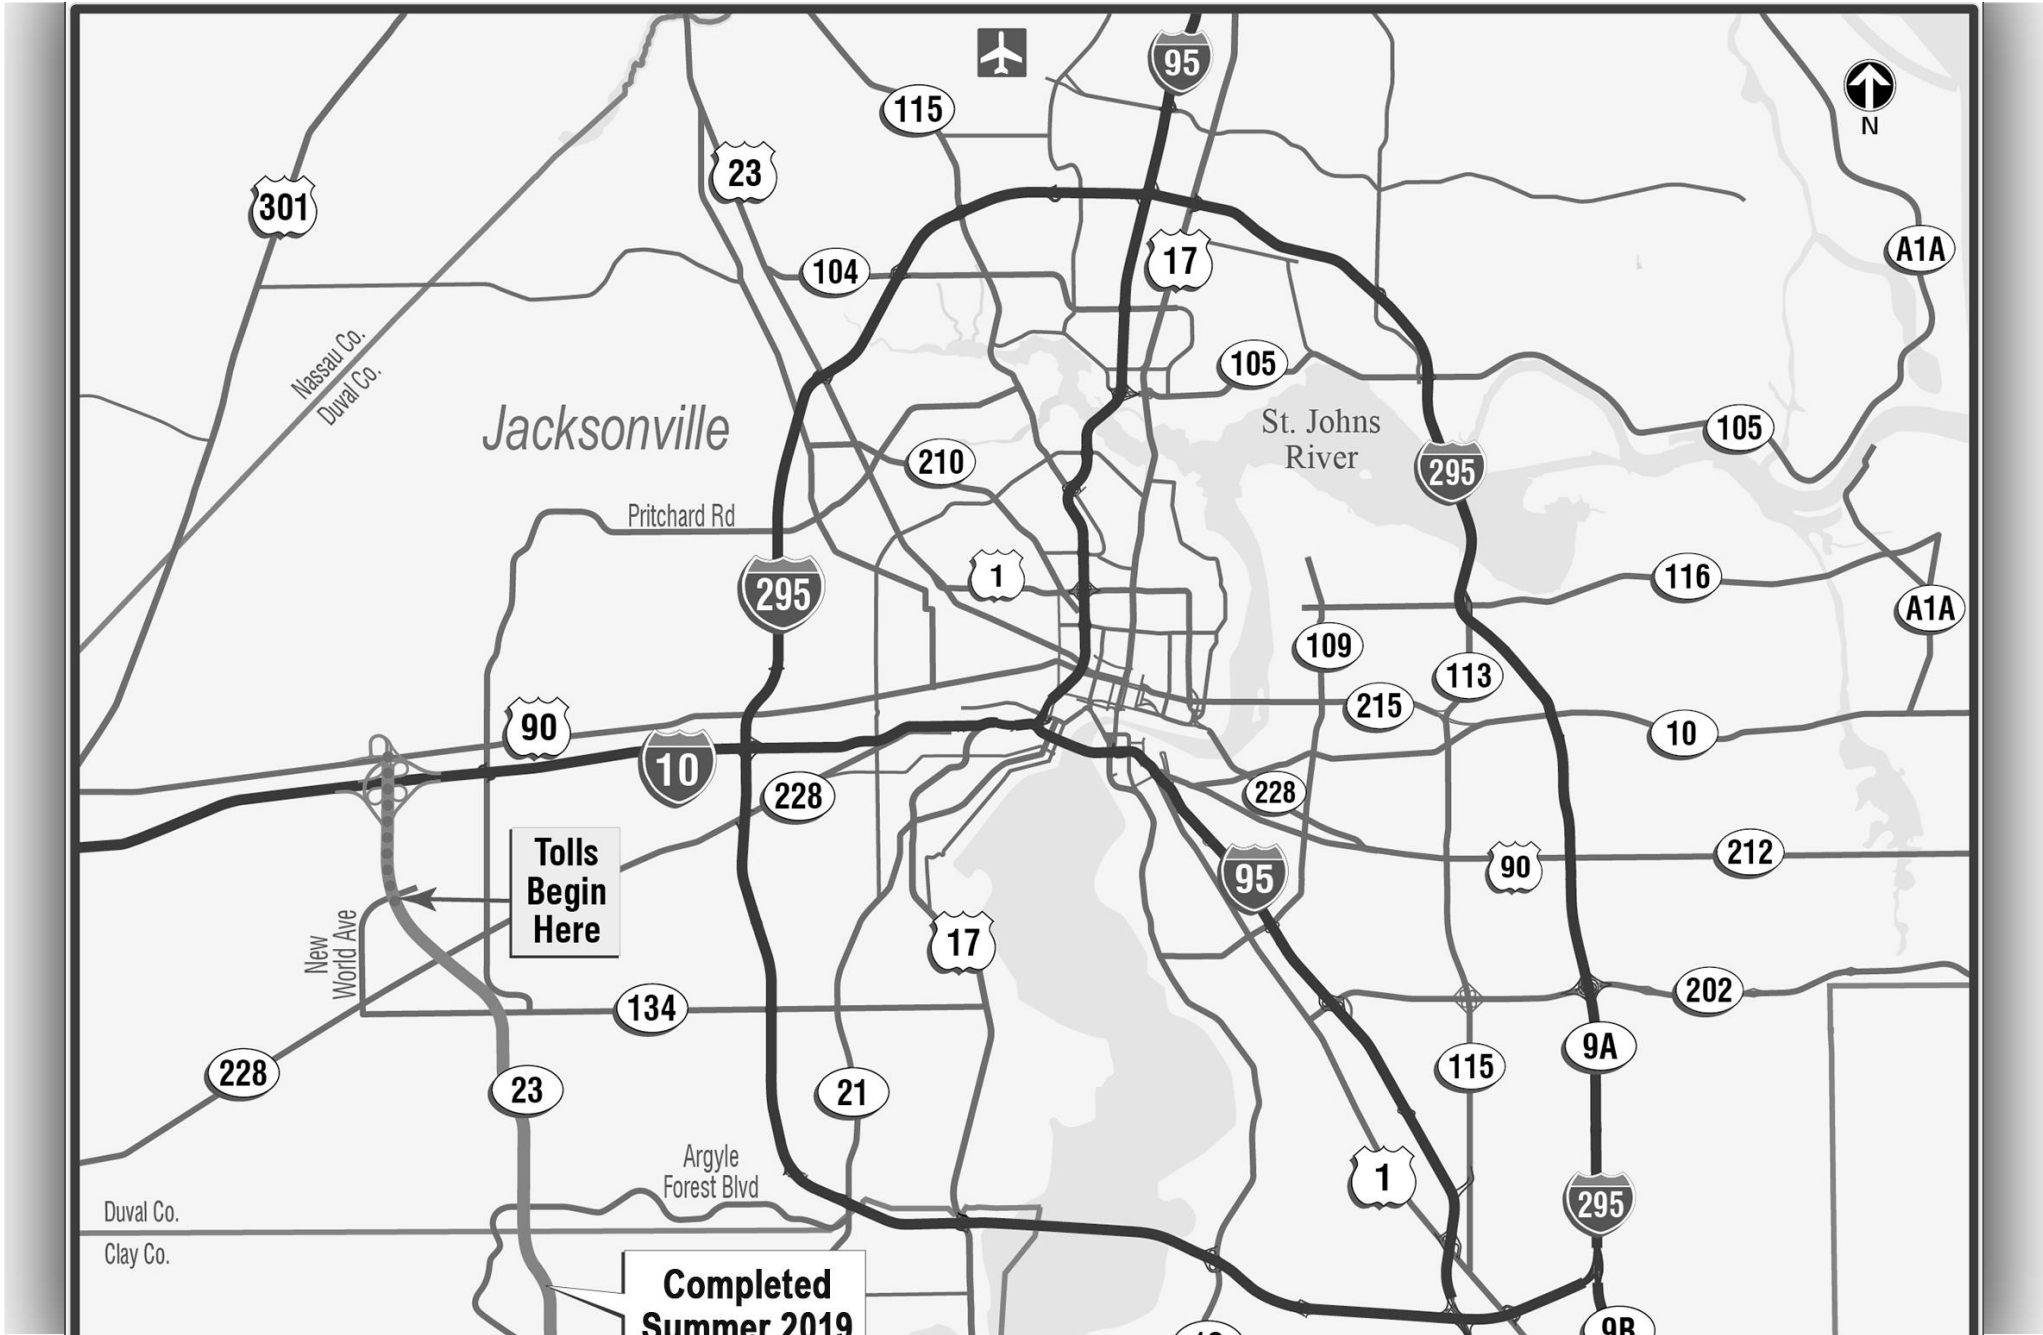 95
115
N
23
301
A1A
17
104
Nassau Co.
Duval Co.
105
Jacksonville
St. Johns
River
105
210
295
Pritchard Rd
1
116
295
A1A
109
113
215
90
10
10
228
228
Tolls
Begin
Here
90
212
95
New
World Ave
17
202
134
9A
228
115
23
21
Argyle
Forest Blvd
1
295
Duval Co.
Clay Co.
Completed
Summer 2019
9B